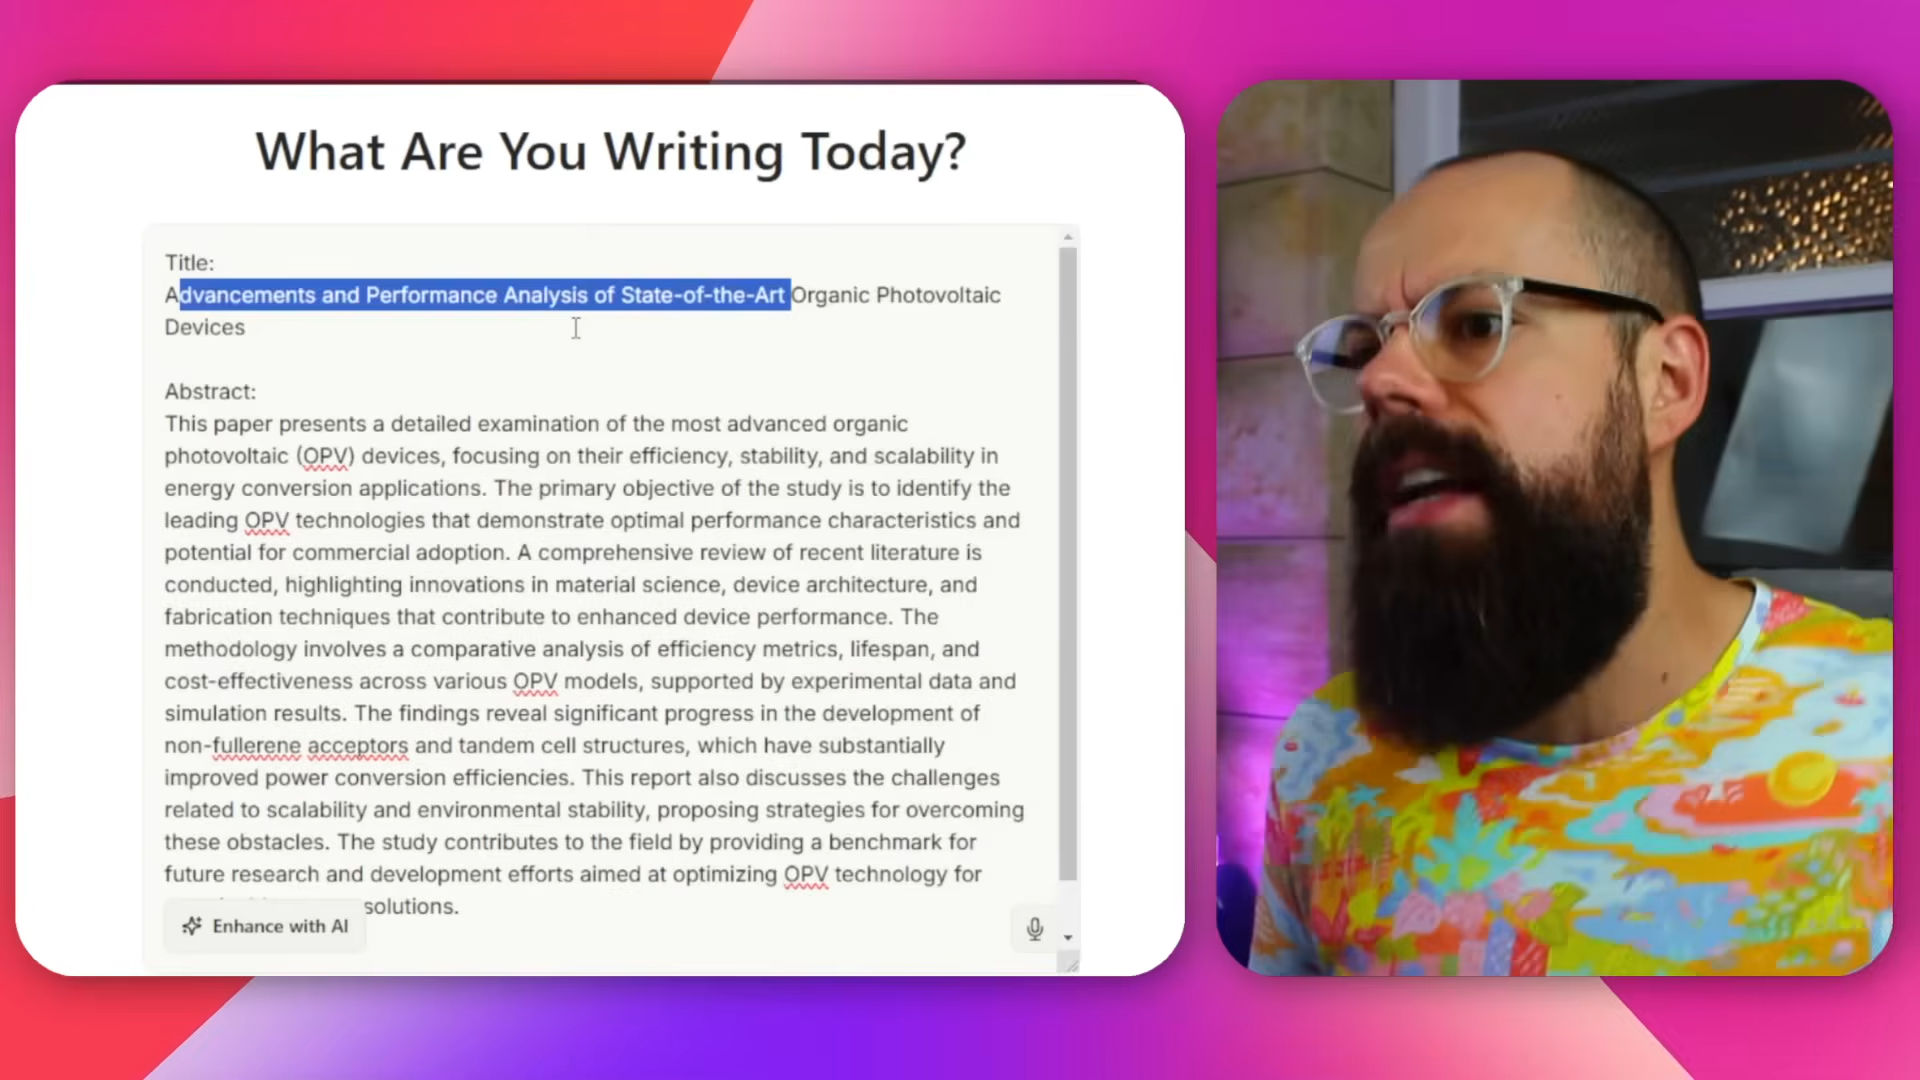 What Are You Writing Today?
Title:
Advancements and Performance Analysis of State-of-the-Art Organic Photovoltaic
Devices
Abstract:
This paper presents a detailed examination of the most advanced organic
photovoltaic (OPV) devices, focusing on their efficiency, stability, and scalability in
energy conversion applications. The primary objective of the study is to identify the
leading OPV technologies that demonstrate optimal performance characteristics and
potential for commercial adoption. A comprehensive review of recent literature is
conducted, highlighting innovations in material science, device architecture, and
fabrication techniques that contribute to enhanced device performance. The
methodology involves a comparative analysis of efficiency metrics, lifespan, and
cost-effectiveness across various OPV models, supported by experimental data and
simulation results. The findings reveal significant progress in the development of
non-fullerene acceptors and tandem cell structures, which have substantially
improved power conversion efficiencies. This report also discusses the challenges
related to scalability and environmental stability, proposing strategies for overcoming
these obstacles. The study contributes to the field by providing a benchmark for
future research and development efforts aimed at optimizing OPV technology for
solutions.
Enhance with AI